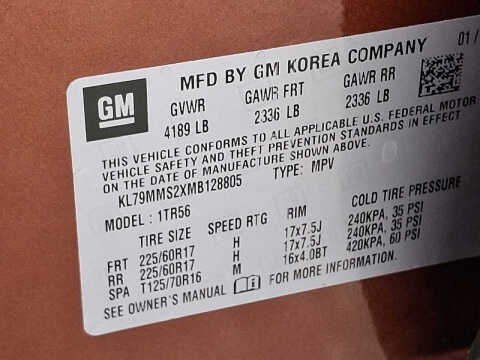 MFD BY GM KOREA COMPANY 01/
GM
GVWR GAWR FRT GAWR RR
4189 LB 2336 LB 2336 LB
THIS VEHICLE CONFORMS TO ALL APPLICABLE U.S. FEDERAL MOTOR
VEHICLE SAFETY AND THEFT PREVENTION STANDARDS IN EFFECT
ON THE DATE OF MANUFACTURE SHOWN ABOVE.
KL79MMS2XMB128805 TYPE: MPV
MODEL: 1TR56
TIRE SIZE SPEED RTG RIM COLD TIRE PRESSURE
FRT 225/60R17 H 17x7.5J 240KPA, 35 PSI
RR 225/60R17 H 17x7.5J 240KPA, 35 PSI
SPA T125/70R16 M 16x4.0BT 420KPA, 60 PSI
SEE OWNER'S MANUAL FOR MORE INFORMATION.